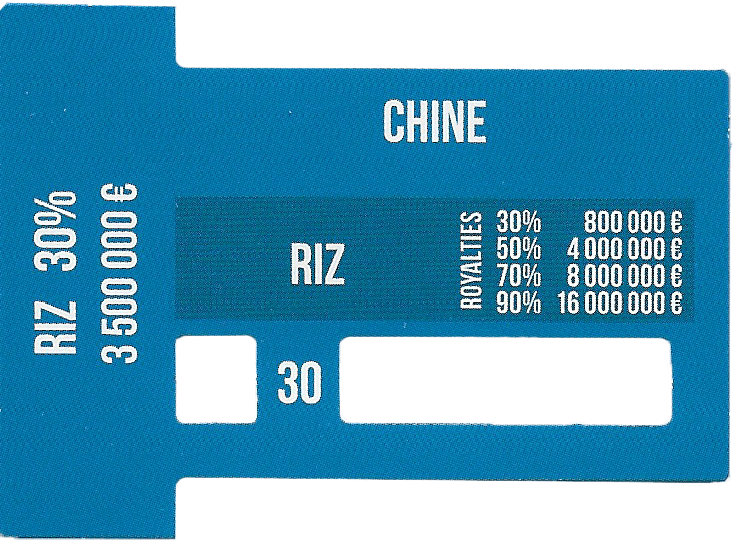 RIZ 30%
3 500 000 €
CHINE
RIZ
ROYALTIES
30% 800 000 €
50% 4 000 000 €
70% 8 000 000 €
90% 16 000 000 €
30